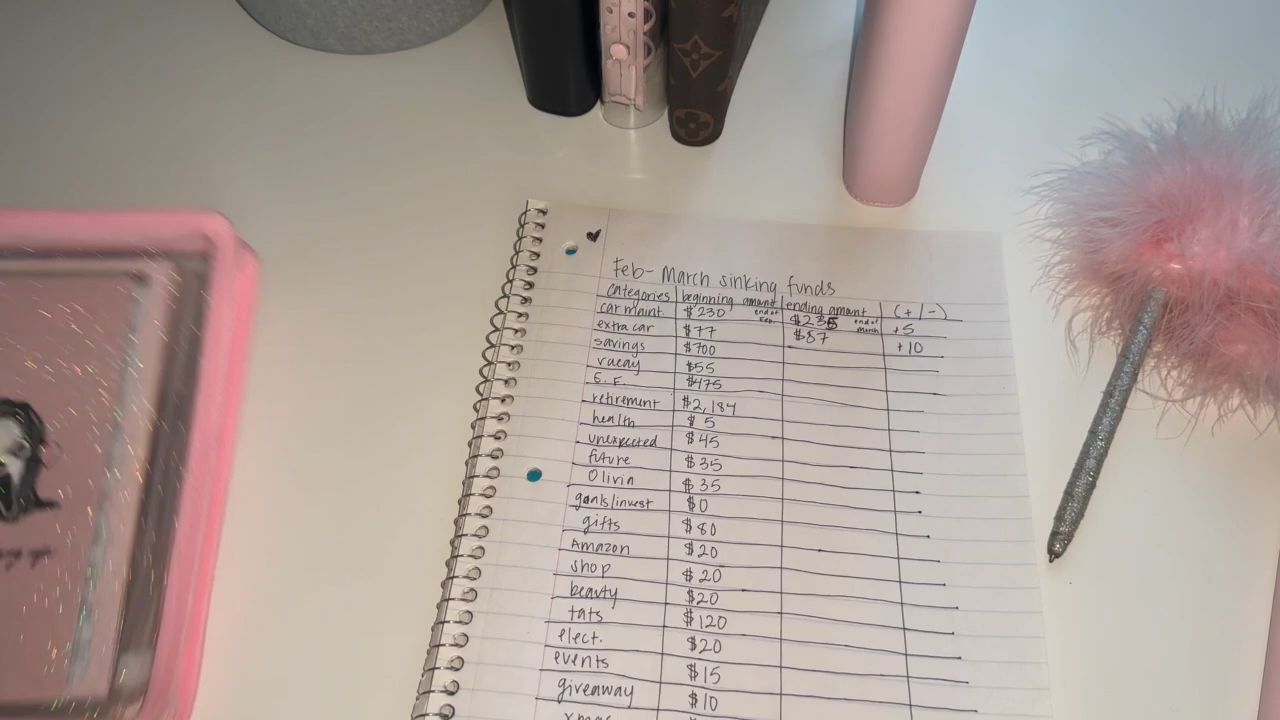 Feb- March sinking funds
categories beginning amount end of Feb. ending amount end of March (+/-)
car maint. $230 $235 +5
extra car $77 $87 +10
savings $700
vacay $55
S. F. $475
retirement $2,184
health $5
unexpected $45
future $35
Olivia $35
goals/invest $0
gifts $80
Amazon $20
shop $20
beauty $20
tats $120
elect. $20
events $15
giveaway $10
xmas